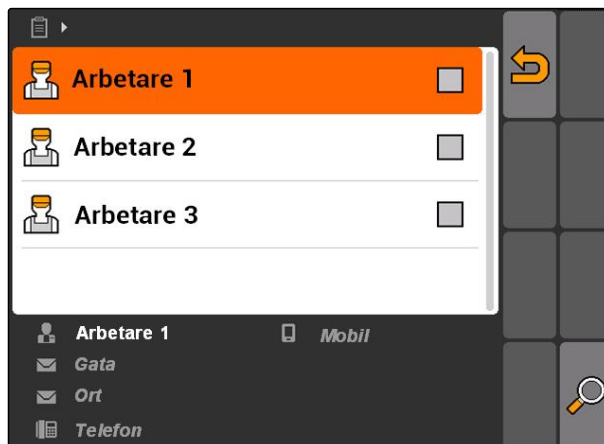 Arbetare 1
Arbetare 2
Arbetare 3
Arbetare 1 Mobil
Gata
Ort
Telefon